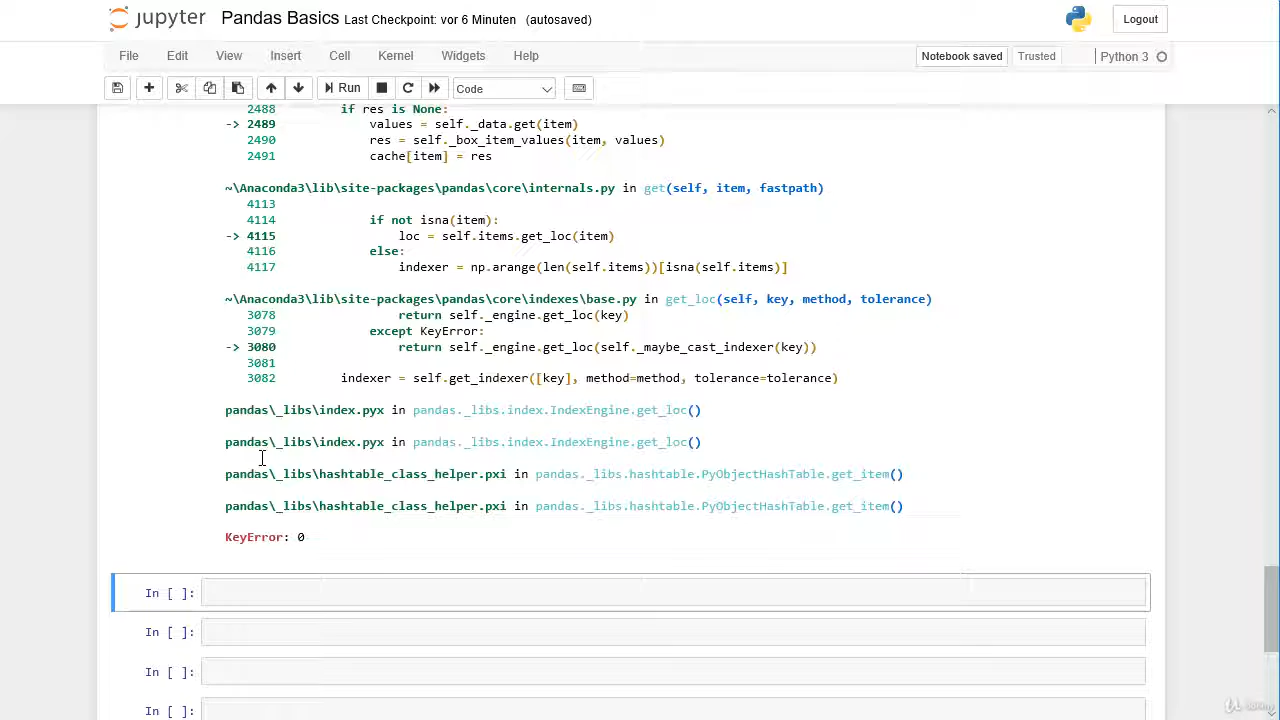 jupyter Pandas Basics Last Checkpoint: vor 6 Minuten (autosaved) Logout
File Edit View Insert Cell Kernel Widgets Help Notebook saved Trusted Python 3
Run Code
2488 if res is None:
-> 2489 values = self._data.get(item)
2490 res = self._box_item_values(item, values)
2491 cache[item] = res
~\Anaconda3\lib\site-packages\pandas\core\internals.py in get(self, item, fastpath)
4113
4114 if not isna(item):
-> 4115 loc = self.items.get_loc(item)
4116 else:
4117 indexer = np.arange(len(self.items))[isna(self.items)]
~\Anaconda3\lib\site-packages\pandas\core\indexes\base.py in get_loc(self, key, method, tolerance)
3078 return self._engine.get_loc(key)
3079 except KeyError:
-> 3080 return self._engine.get_loc(self._maybe_cast_indexer(key))
3081
3082 indexer = self.get_indexer([key], method=method, tolerance=tolerance)
pandas\_libs\index.pyx in pandas._libs.index.IndexEngine.get_loc()
pandas\_libs\index.pyx in pandas._libs.index.IndexEngine.get_loc()
pandas\_libs\hashtable_class_helper.pxi in pandas._libs.hashtable.PyObjectHashTable.get_item()
pandas\_libs\hashtable_class_helper.pxi in pandas._libs.hashtable.PyObjectHashTable.get_item()
KeyError: 0
In [ ]:
In [ ]:
In [ ]:
In [ ]: